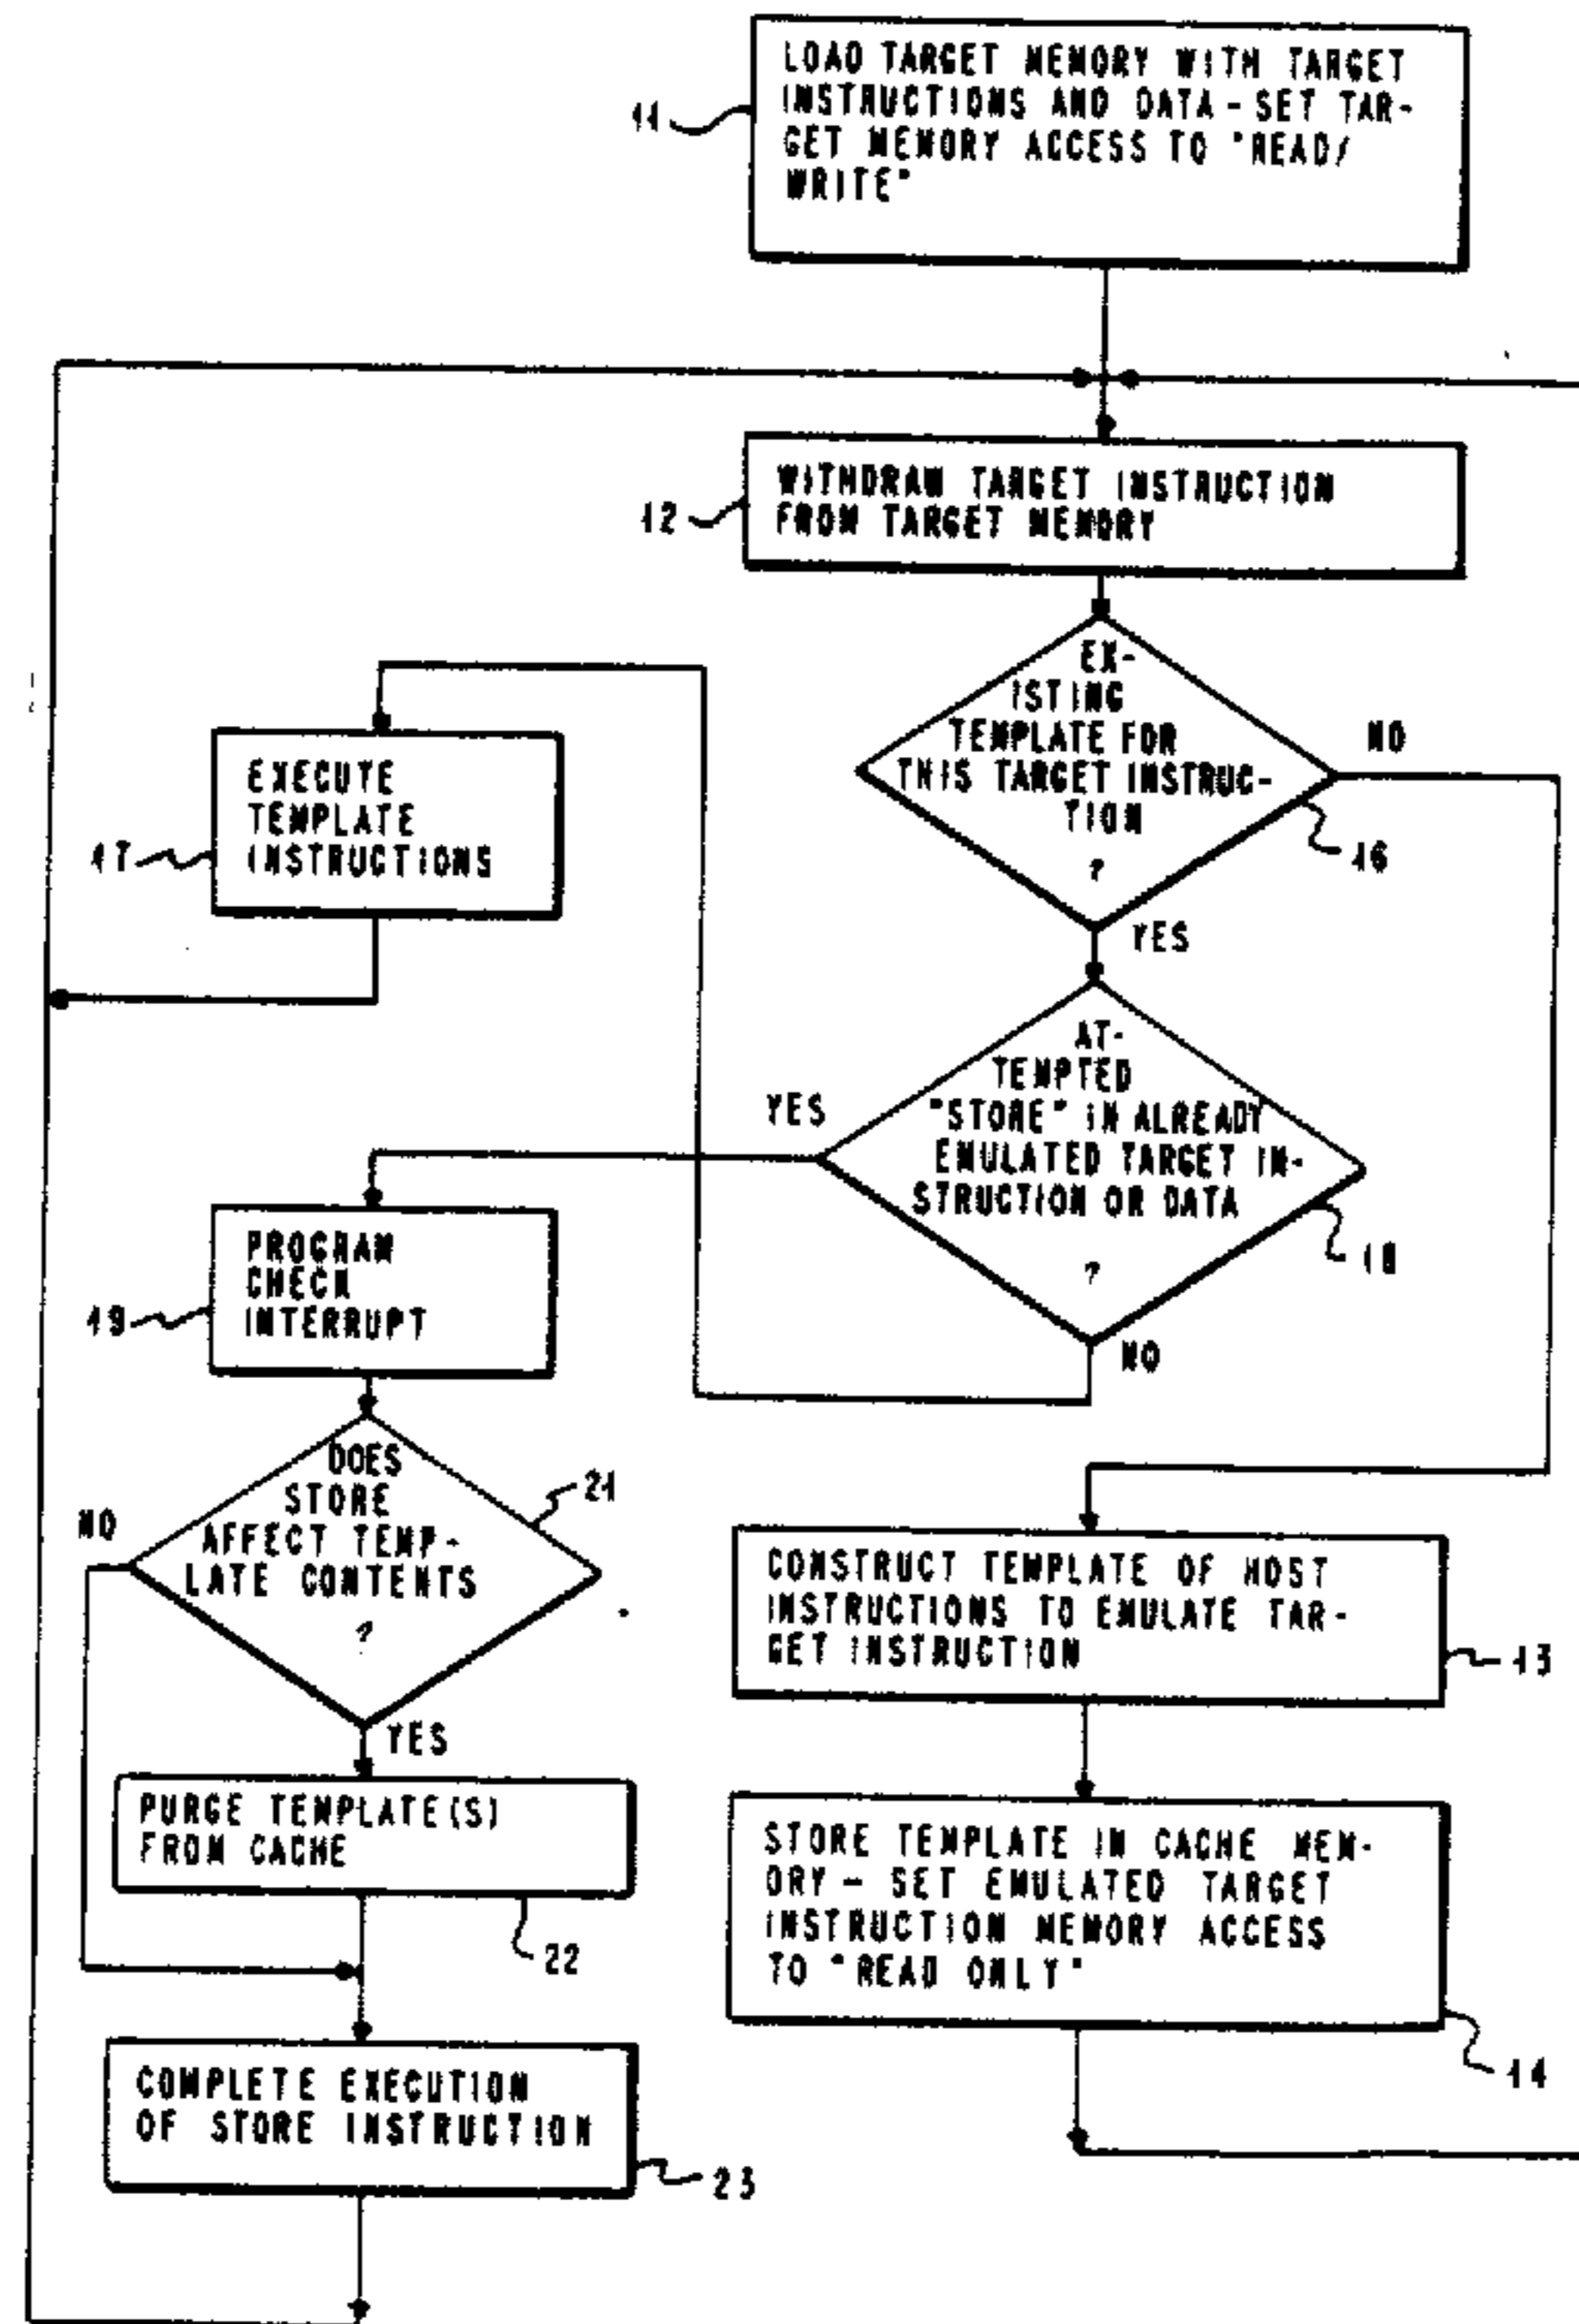 LOAD TARGET MEMORY WITH TARGET
INSTRUCTIONS AND DATA - SET TAR-
GET MEMORY ACCESS TO "READ/
WRITE"
11
WITHDRAW TARGET INSTRUCTION
FROM TARGET MEMORY
12
EX-
ISTING
TEMPLATE FOR
THIS TARGET INSTRUC-
TION
?
NO
16
YES
EXECUTE
TEMPLATE
INSTRUCTIONS
17
AT-
TEMPTED
"STORE" IN ALREADY
EMULATED TARGET IN-
STRUCTION OR DATA
?
YES
18
NO
PROGRAM
CHECK
INTERRUPT
19
DOES
STORE
AFFECT TEMP-
LATE CONTENTS
?
21
NO
YES
CONSTRUCT TEMPLATE OF HOST
INSTRUCTIONS TO EMULATE TAR-
GET INSTRUCTION
13
PURGE TEMPLATE(S)
FROM CACHE
22
STORE TEMPLATE IN CACHE MEM-
ORY - SET EMULATED TARGET
INSTRUCTION MEMORY ACCESS
TO "READ ONLY"
14
COMPLETE EXECUTION
OF STORE INSTRUCTION
23